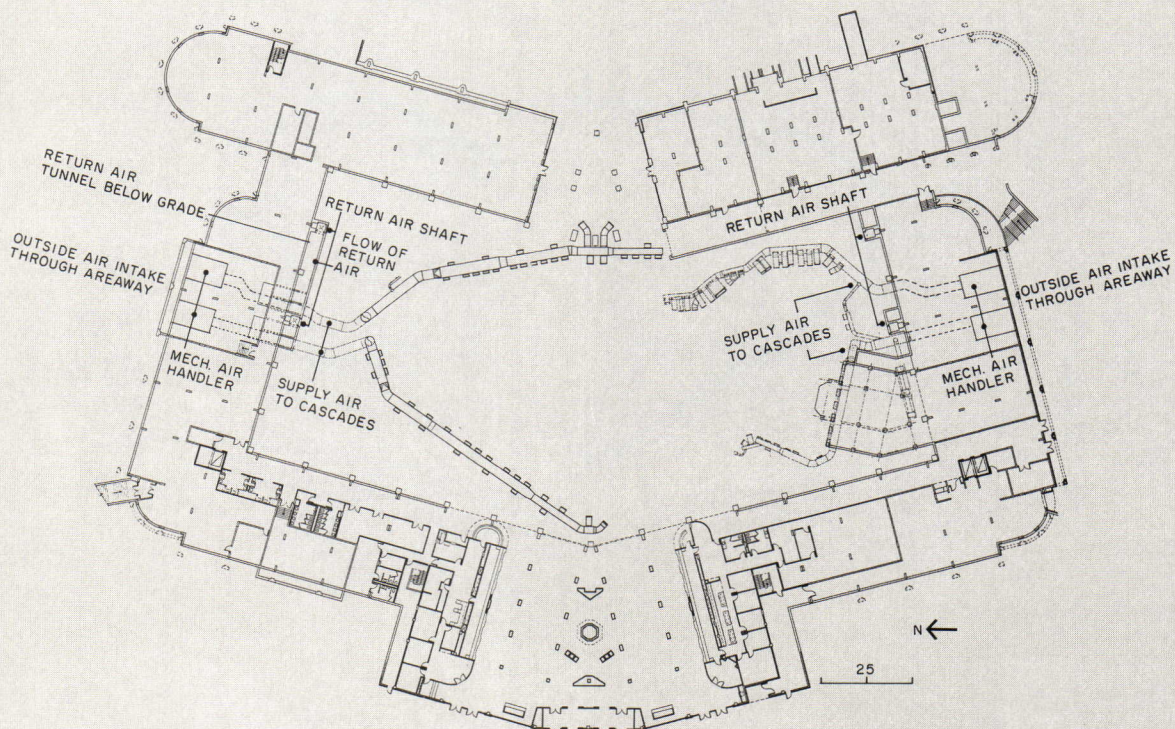 RETURN AIR
TUNNEL BELOW GRADE
RETURN AIR SHAFT
FLOW OF
RETURN
AIR
OUTSIDE AIR INTAKE
THROUGH AREAWAY
MECH. AIR
HANDLER
SUPPLY AIR
TO CASCADES
RETURN AIR SHAFT
OUTSIDE AIR INTAKE
THROUGH AREAWAY
SUPPLY AIR
TO CASCADES
MECH. AIR
HANDLER
N
25